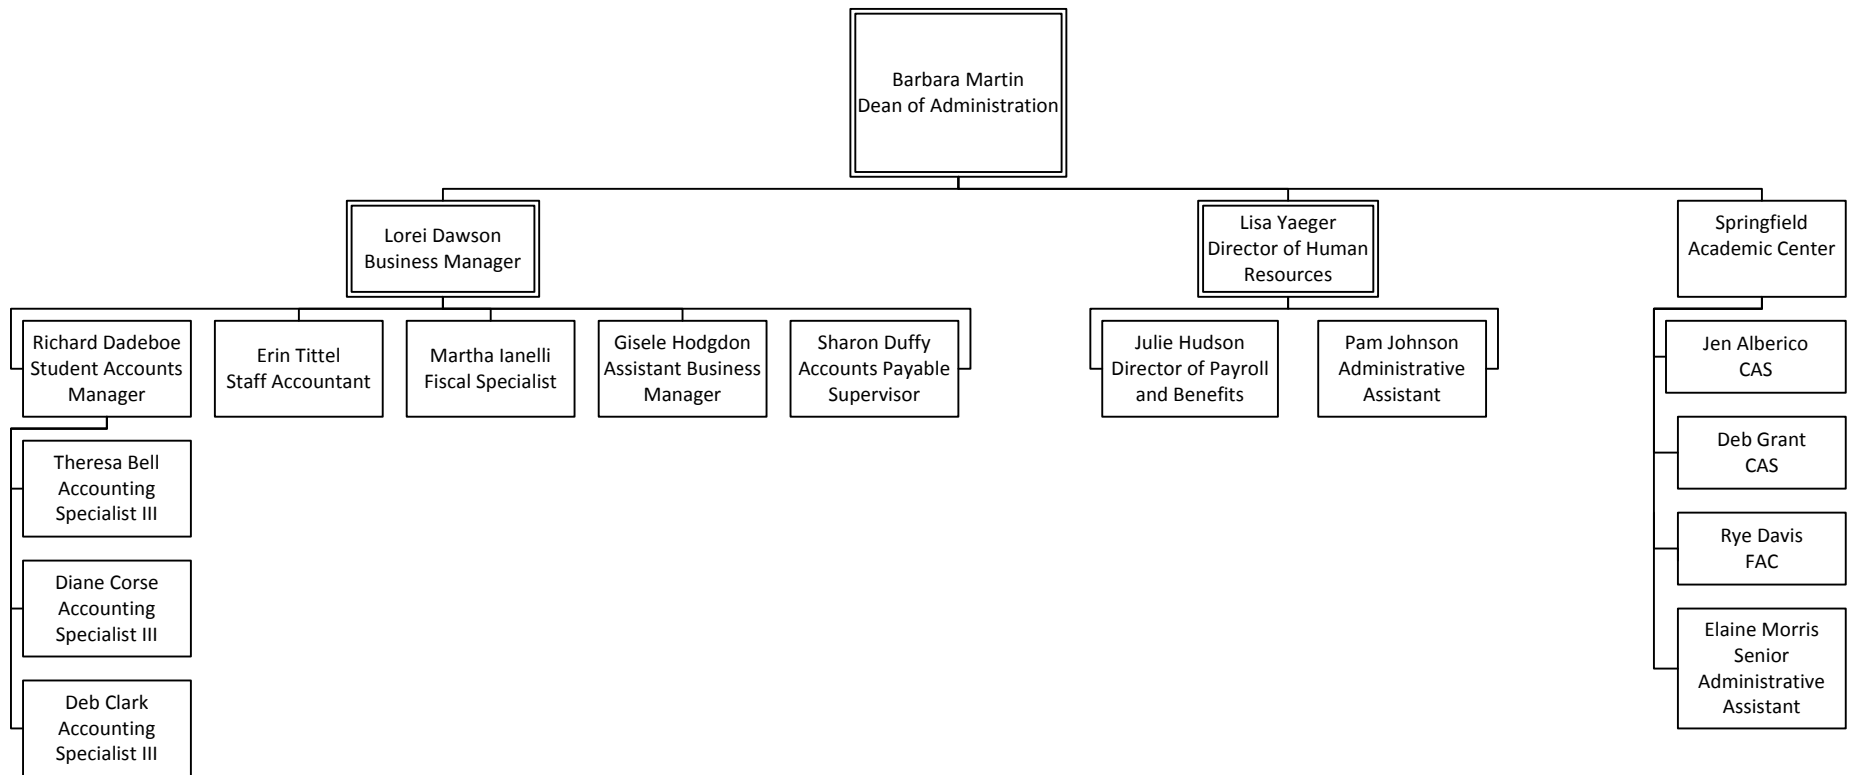 Barbara Martin
Dean of Administration
Lorei Dawson
Business Manager
Lisa Yaeger
Director of Human
Resources
Springfield
Academic Center
Richard Dadeboe
Student Accounts
Manager
Erin Tittel
Staff Accountant
Martha Ianelli
Fiscal Specialist
Gisele Hodgdon
Assistant Business
Manager
Sharon Duffy
Accounts Payable
Supervisor
Julie Hudson
Director of Payroll
and Benefits
Pam Johnson
Administrative
Assistant
Jen Alberico
CAS
Theresa Bell
Accounting
Specialist III
Deb Grant
CAS
Diane Corse
Accounting
Specialist III
Rye Davis
FAC
Deb Clark
Accounting
Specialist III
Elaine Morris
Senior
Administrative
Assistant